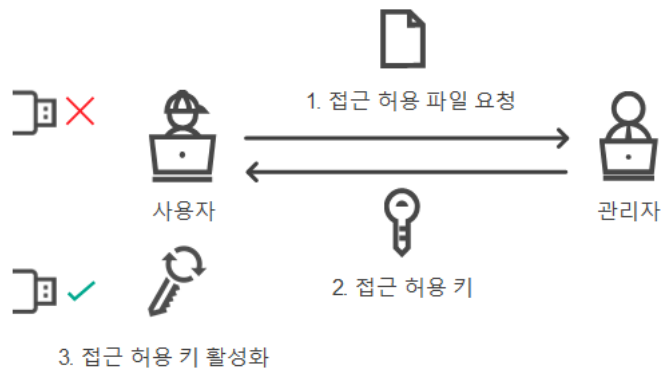 1. 접근 허용 파일 요청
사용자
관리자
2. 접근 허용 키
3. 접근 허용 키 활성화